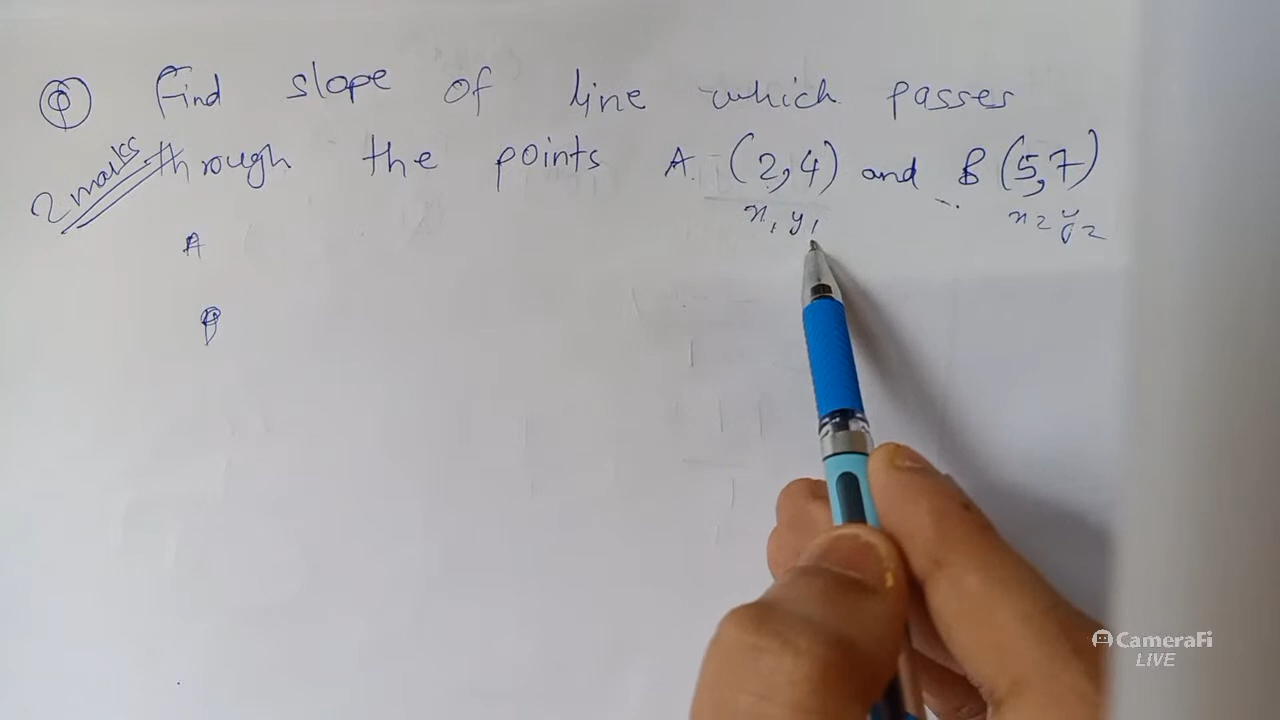 Q Find slope of line which passes
2 marks through the points A (2,4) and B (5,7)
x₁ y₁ x₂ y₂
A
B
CameraFi
LIVE